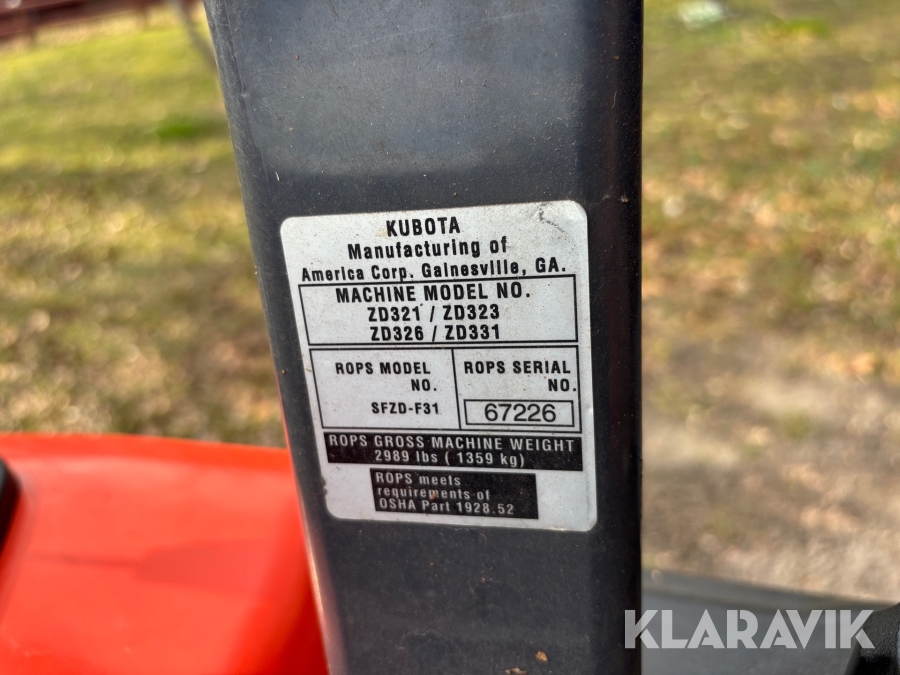 KUBOTA
Manufacturing of
America Corp. Gainesville, GA.
MACHINE MODEL NO.
ZD321 / ZD323
ZD326 / ZD331
ROPS MODEL
NO.
SFZD-F31
ROPS SERIAL
NO.
67226
ROPS GROSS MACHINE WEIGHT
2989 lbs ( 1359 kg)
ROPS meets
requirements of
OSHA Part 1928.52
KLARAVIK